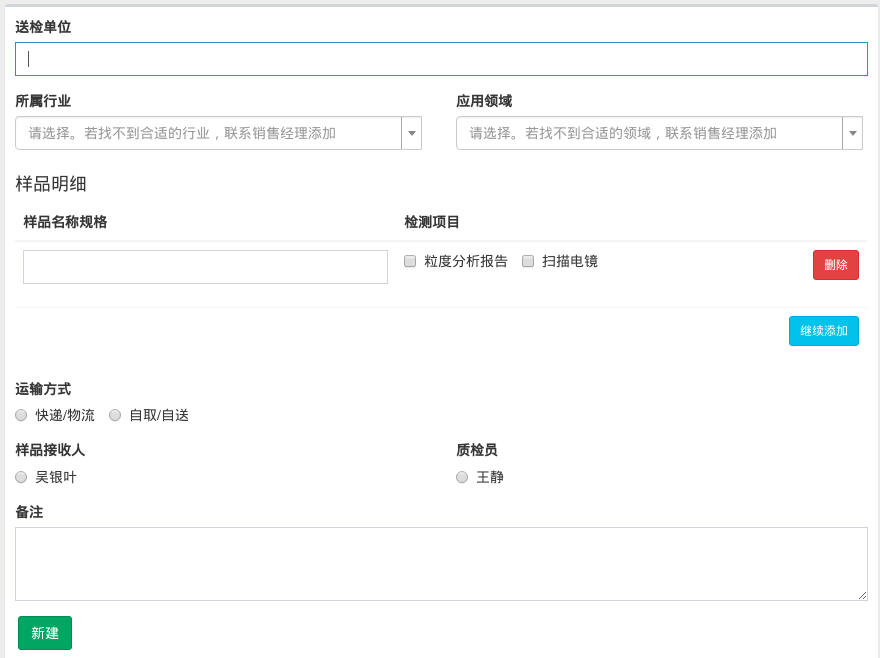 送检单位
所属行业 应用领域
请选择。若找不到合适的行业，联系销售经理添加 请选择。若找不到合适的领域，联系销售经理添加
样品明细
样品名称规格 检测项目
粒度分析报告 扫描电镜 删除
继续添加
运输方式
快递/物流 自取/自送
样品接收人 质检员
吴银叶 王静
备注
新建